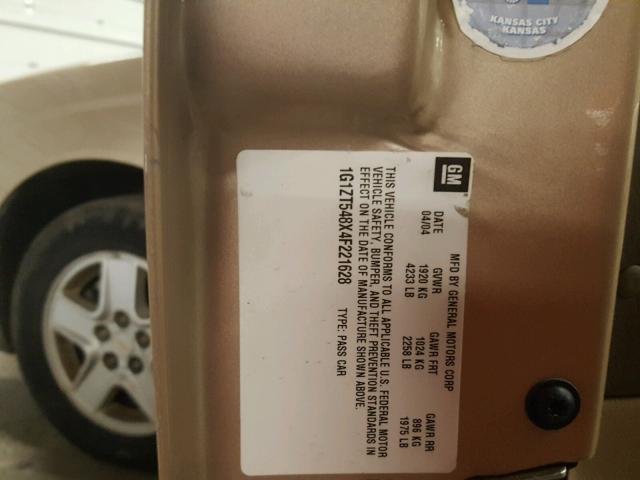 KANSAS CITY
KANSAS
GM
MFD BY GENERAL MOTORS CORP
DATE GVWR GAWR FRT GAWR RR
04/04 1920 KG 1024 KG 896 KG
4233 LB 2258 LB 1975 LB
THIS VEHICLE CONFORMS TO ALL APPLICABLE U.S. FEDERAL MOTOR
VEHICLE SAFETY, BUMPER, AND THEFT PREVENTION STANDARDS IN
EFFECT ON THE DATE OF MANUFACTURE SHOWN ABOVE.
1G1ZT548X4F221628 TYPE: PASS CAR